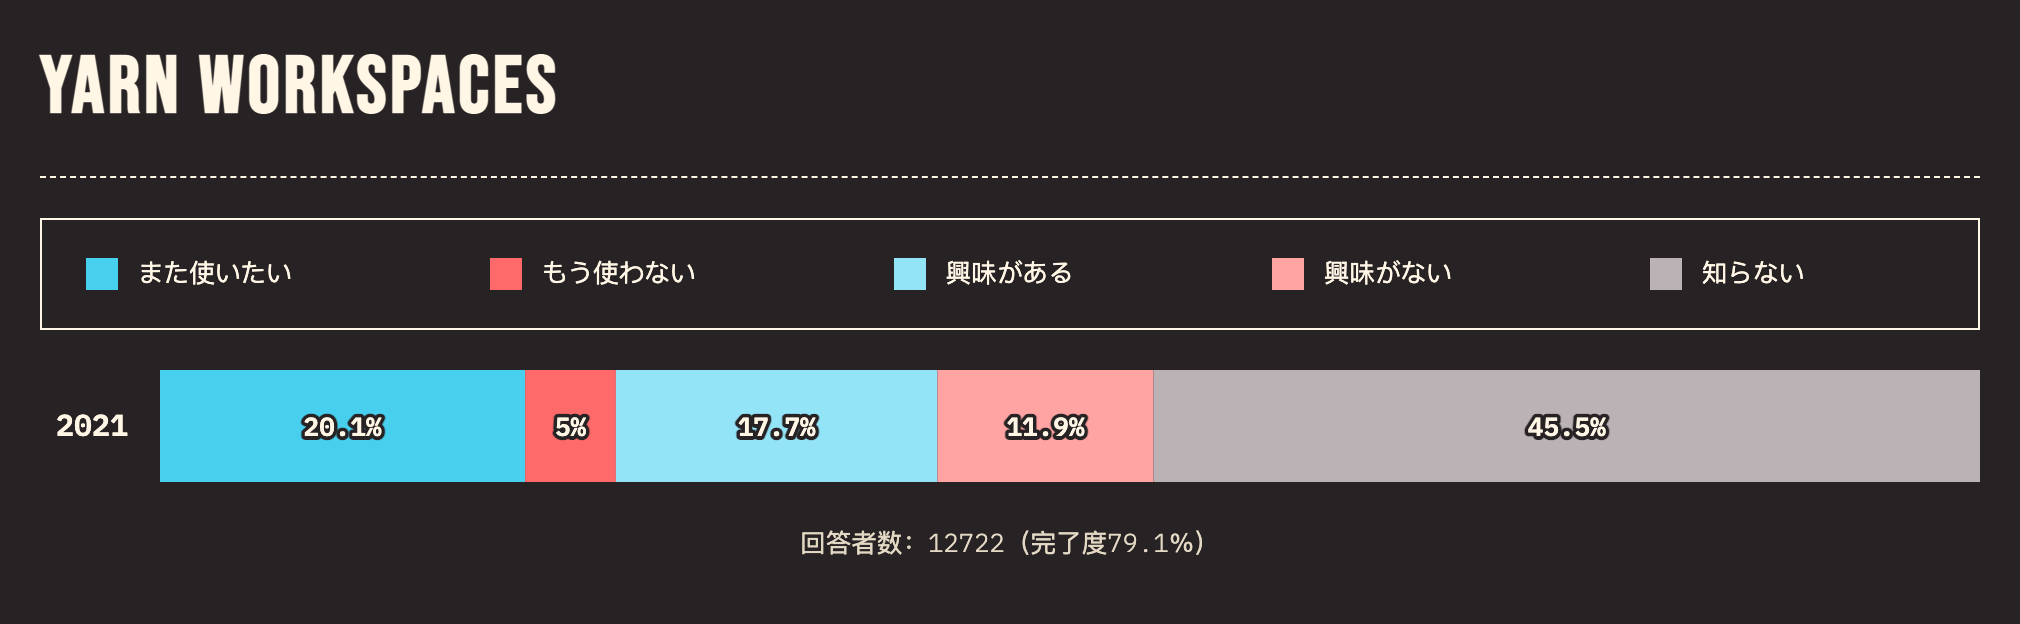 YARN WORKSPACES
また使いたい もう使わない 興味がある 興味がない 知らない
2021 20.1% 5% 17.7% 11.9% 45.5%
回答者数: 12722 (完了度79.1%)